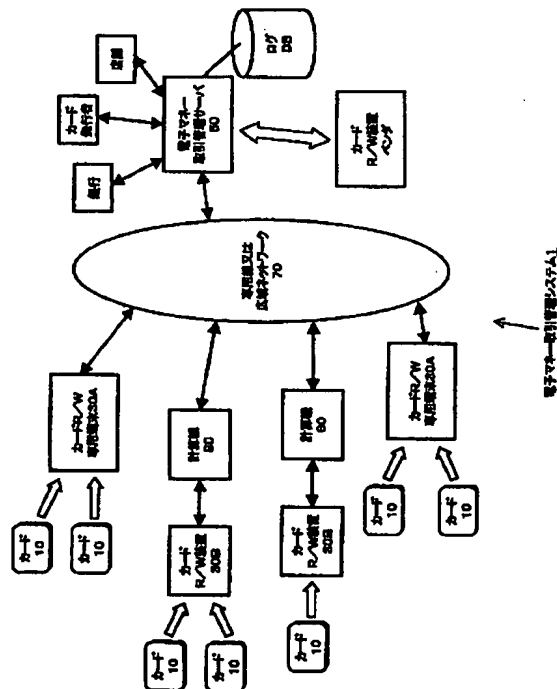 店舗
カード
発行者
銀行
電子マネー
取引管理サーバ
50
ログ
DB
カード
R/W装置
ベンダ
専用線又は
広域ネットワーク
70
カードR/W
専用端末30A
計算機
60
計算機
60
カードR/W
専用端末30A
カード
R/W装置
30B
カード
R/W装置
30B
カード
10
カード
10
カード
10
カード
10
カード
10
カード
10
カード
10
電子マネー取引管理システム1